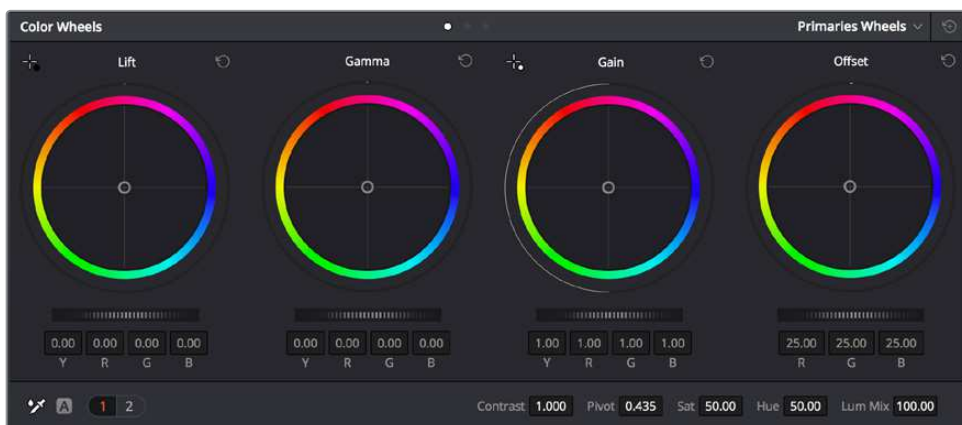 Color Wheels Primaries Wheels
Lift Gamma Gain Offset
0.00 0.00 0.00 0.00 0.00 0.00 0.00 0.00 1.00 1.00 1.00 1.00 25.00 25.00 25.00
Y R G B Y R G B Y R G B R G B
A 1 2 Contrast 1.000 Pivot 0.435 Sat 50.00 Hue 50.00 Lum Mix 100.00